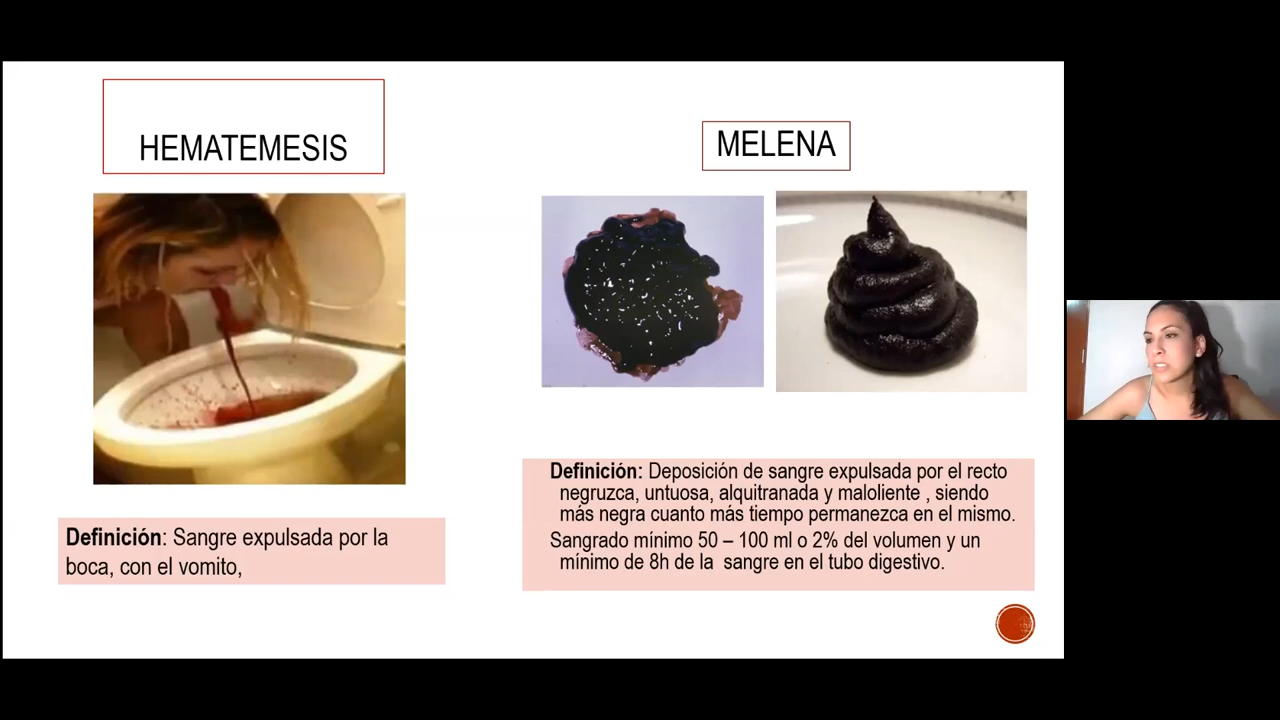 HEMATEMESIS
Definición: Sangre expulsada por la
boca, con el vomito,
MELENA
Definición: Deposición de sangre expulsada por el recto
negruzca, untuosa, alquitranada y maloliente , siendo
más negra cuanto más tiempo permanezca en el mismo.
Sangrado mínimo 50 – 100 ml o 2% del volumen y un
mínimo de 8h de la sangre en el tubo digestivo.